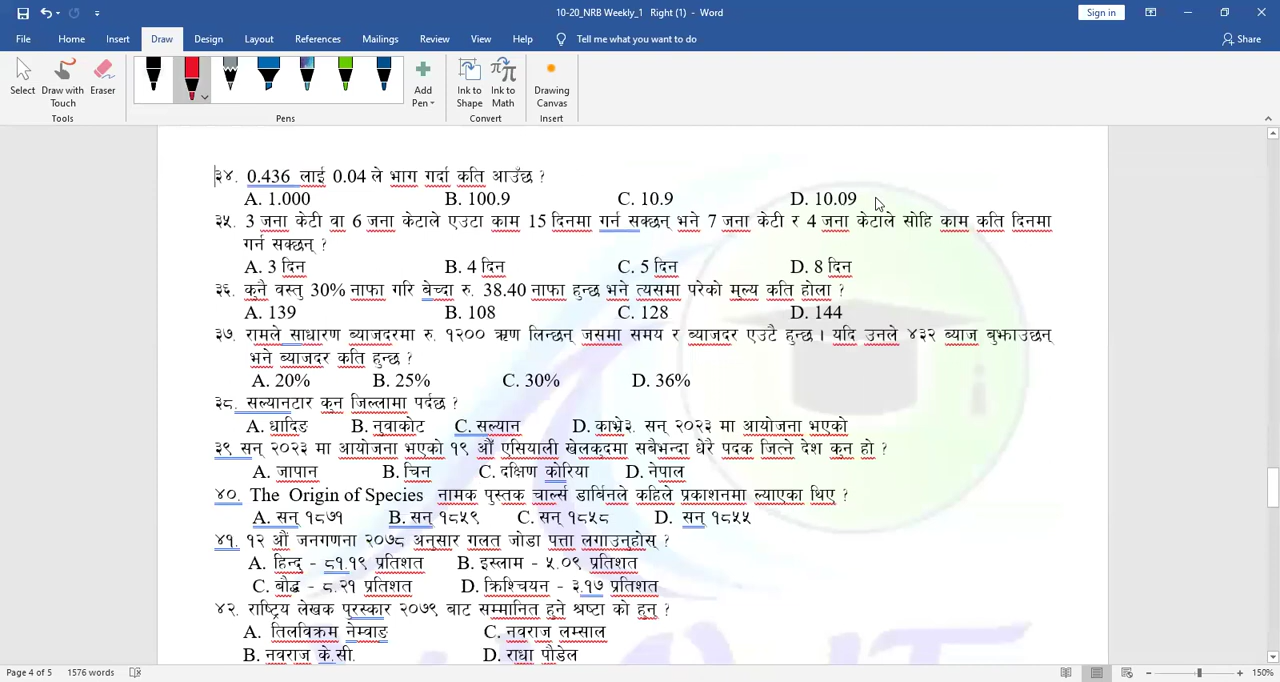 10-20_NRB Weekly_1   Right (1) - Word
Sign in
File Home Insert Draw Design Layout References Mailings Review View Help Tell me what you want to do Share
Select Draw with Touch Eraser Add Pen Ink to Shape Ink to Math Drawing Canvas
Tools Pens Convert Insert
३४. 0.436 लाई 0.04 ले भाग गर्दा कति आउँछ ?
A. 1.000 B. 100.9 C. 10.9 D. 10.09
३५. 3 जना केटी वा 6 जना केटाले एउटा काम 15 दिनमा गर्न सक्छन् भने 7 जना केटी र 4 जना केटाले सोहि काम कति दिनमा
गर्न सक्छन् ?
A. 3 दिन B. 4 दिन C. 5 दिन D. 8 दिन
३६. कुनै वस्तु 30% नाफा गरि बेच्दा रु. 38.40 नाफा हुन्छ भने त्यसमा परेको मुल्य कति होला ?
A. 139 B. 108 C. 128 D. 144
३७. रामले साधारण ब्याजदरमा रु. १२०० ऋण लिन्छन् जसमा समय र ब्याजदर एउटै हुन्छ । यदि उनले ४३२ ब्याज बुझाउछन्
भने ब्याजदर कति हुन्छ ?
A. 20% B. 25% C. 30% D. 36%
३८. सल्यानटार कुन जिल्लामा पर्दछ ?
A. धादिङ B. नुवाकोट C. सल्यान D. काभ्रे३. सन् २०२३ मा आयोजना भएको
३९ सन् २०२३ मा आयोजना भएको १९ औं एसियाली खेलकुदमा सबैभन्दा धेरै पदक जित्ने देश कुन हो ?
A. जापान B. चिन C. दक्षिण कोरिया D. नेपाल
४०. The Origin of Species नामक पुस्तक चार्ल्स डार्बिनले कहिले प्रकाशनमा ल्याएका थिए ?
A. सन् १८७१ B. सन् १८५९ C. सन् १८५८ D. सन् १८५५
४१. १२ औं जनगणना २०७८ अनुसार गलत जोडा पत्ता लगाउनुहोस् ?
A. हिन्दु - ८१.१९ प्रतिशत B. इस्लाम - ५.०९ प्रतिशत
C. बौद्ध - ८.२१ प्रतिशत D. क्रिश्चियन - ३.१७ प्रतिशत
४२. राष्ट्रिय लेखक पुरस्कार २०७९ बाट सम्मानित हुने श्रष्टा को हुन् ?
A. तिलविक्रम नेम्वाङ C. नवराज लम्साल
B. नवराज के.सी. D. राधा पौडेल
Page 4 of 5 1576 words 150%